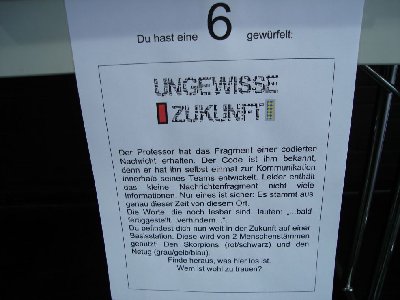 Du hast eine 6 gewürfelt:
UNGEWISSE
ZUKUNFT
Der Professor hat das Fragment einer codierten
Nachricht erhalten. Der Code ist ihm bekannt,
denn er hat ihn selbst einmal zur Kommunikation
innerhalb seines Teams entwickelt. Leider enthält
das kleine Nachrichtenfragment nicht viele
Informationen. Nur eines ist sicher: Es stammt aus
genau dieser Zeit von diesem Ort.
Die Worte, die noch lesbar sind, lauten: „...bald
fertiggestellt...verhindern...“.
Du befindest dich nun weit in der Zukunft auf einer
Basisstation. Diese wird von 2 Menschenstämmen
genutzt: Den Skorpions (rot/schwarz) und den
Notug (grau/gelb/blau).
Finde heraus, was hier los ist.
Wem ist wohl zu trauen?